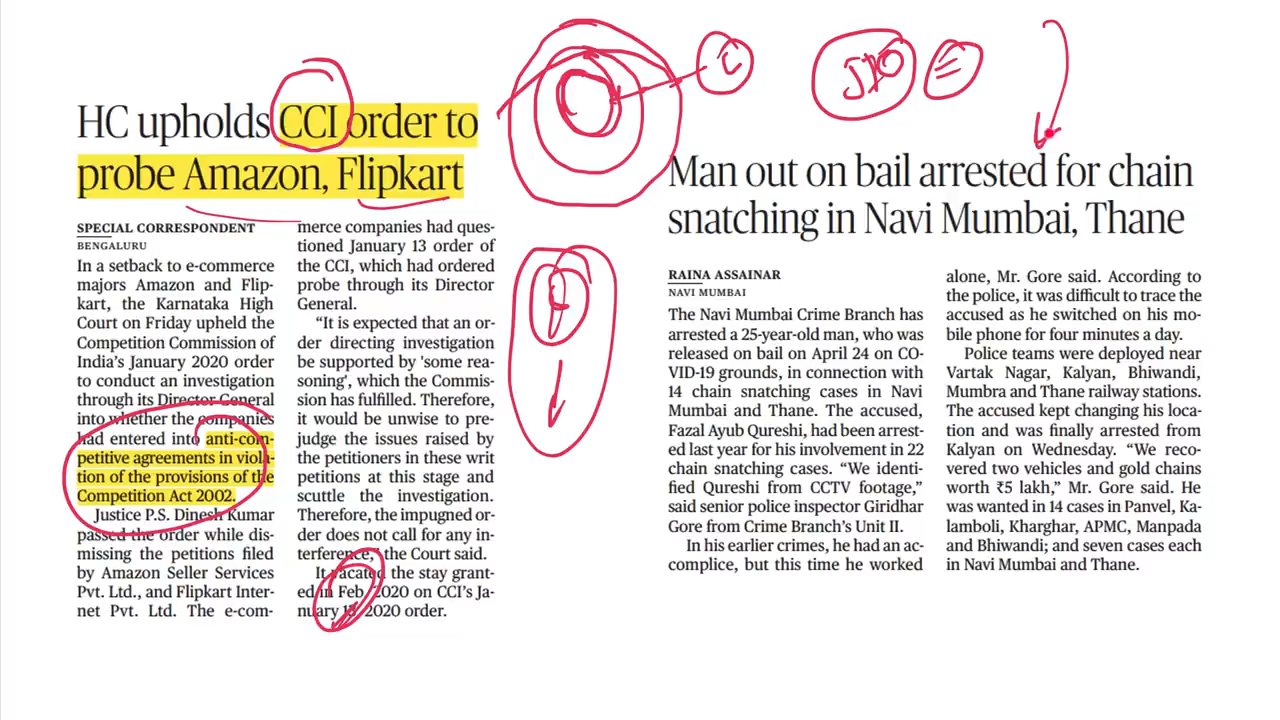 HC upholds CCI order to
probe Amazon, Flipkart
SPECIAL CORRESPONDENT
BENGALURU
In a setback to e-commerce
majors Amazon and Flip-
kart, the Karnataka High
Court on Friday upheld the
Competition Commission of
India's January 2020 order
to conduct an investigation
through its Director General
into whether the companies
had entered into anti-com-
petitive agreements in viola-
tion of the provisions of the
Competition Act 2002.
Justice P.S. Dinesh Kumar
passed the order while dis-
missing the petitions filed
by Amazon Seller Services
Pvt. Ltd., and Flipkart Inter-
net Pvt. Ltd. The e-com-
merce companies had ques-
tioned January 13 order of
the CCI, which had ordered
probe through its Director
General.
"It is expected that an or-
der directing investigation
be supported by 'some rea-
soning', which the Commis-
sion has fulfilled. Therefore,
it would be unwise to pre-
judge the issues raised by
the petitioners in these writ
petitions at this stage and
scuttle the investigation.
Therefore, the impugned or-
der does not call for any in-
terference," the Court said.
It vacated the stay grant-
ed in Feb. 2020 on CCI's Ja-
nuary 13, 2020 order.
C
Man out on bail arrested for chain
snatching in Navi Mumbai, Thane
RAINA ASSAINAR
NAVI MUMBAI
The Navi Mumbai Crime Branch has
arrested a 25-year-old man, who was
released on bail on April 24 on CO-
VID-19 grounds, in connection with
14 chain snatching cases in Navi
Mumbai and Thane. The accused,
Fazal Ayub Qureshi, had been arrest-
ed last year for his involvement in 22
chain snatching cases. "We identi-
fied Qureshi from CCTV footage,"
said senior police inspector Giridhar
Gore from Crime Branch's Unit II.
In his earlier crimes, he had an ac-
complice, but this time he worked
alone, Mr. Gore said. According to
the police, it was difficult to trace the
accused as he switched on his mo-
bile phone for four minutes a day.
Police teams were deployed near
Vartak Nagar, Kalyan, Bhiwandi,
Mumbra and Thane railway stations.
The accused kept changing his loca-
tion and was finally arrested from
Kalyan on Wednesday. "We reco-
vered two vehicles and gold chains
worth ₹5 lakh," Mr. Gore said. He
was wanted in 14 cases in Panvel, Ka-
lamboli, Kharghar, APMC, Manpada
and Bhiwandi; and seven cases each
in Navi Mumbai and Thane.